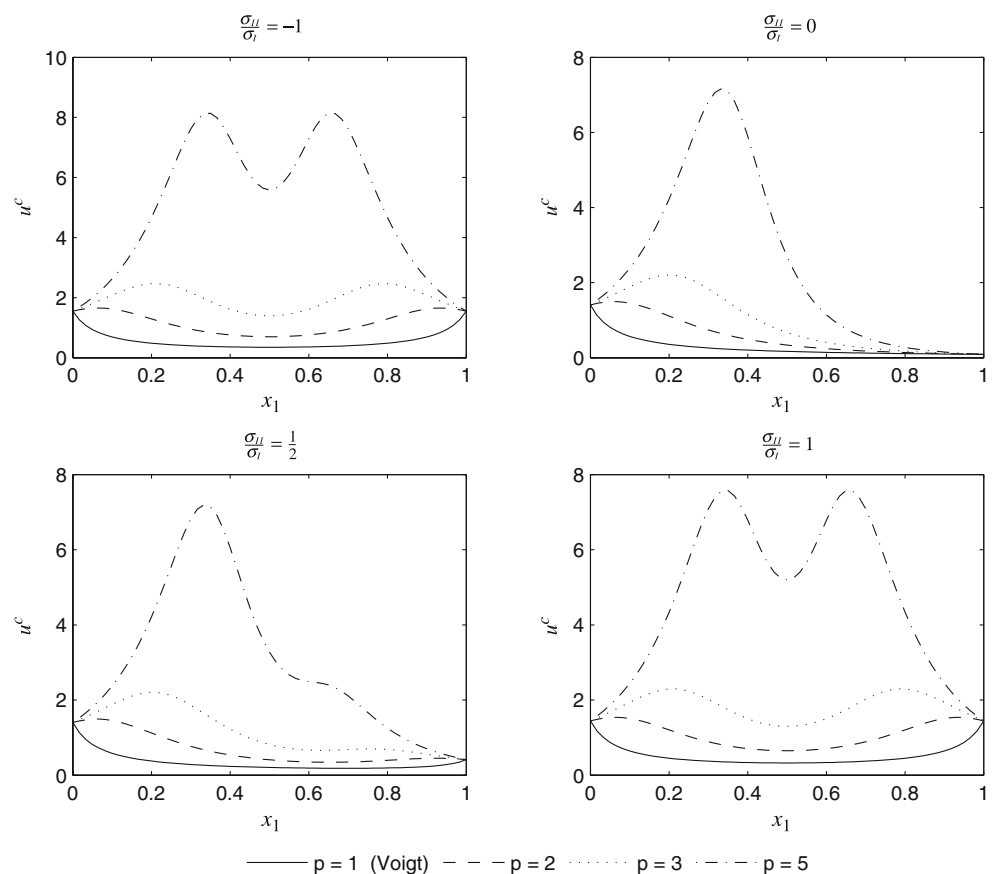 σ_II/σ_I = −1
σ_II/σ_I = 0
10
8
6
4
2
0
u^c
0 0.2 0.4 0.6 0.8 1
x_1
8
6
4
2
0
u^c
0 0.2 0.4 0.6 0.8 1
x_1
σ_II/σ_I = 1/2
σ_II/σ_I = 1
8
6
4
2
0
u^c
0 0.2 0.4 0.6 0.8 1
x_1
8
6
4
2
0
u^c
0 0.2 0.4 0.6 0.8 1
x_1
p = 1 (Voigt) p = 2 p = 3 p = 5